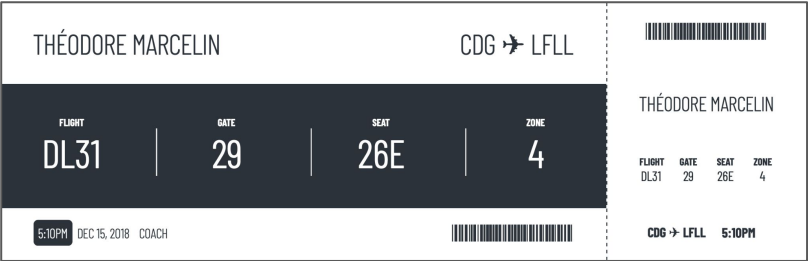 THÉODORE MARCELIN
CDG ✈ LFLL
FLIGHT GATE SEAT ZONE
DL31 29 26E 4
5:10PM DEC 15, 2018 COACH
THÉODORE MARCELIN
FLIGHT GATE SEAT ZONE
DL31 29 26E 4
CDG ✈ LFLL 5:10PM